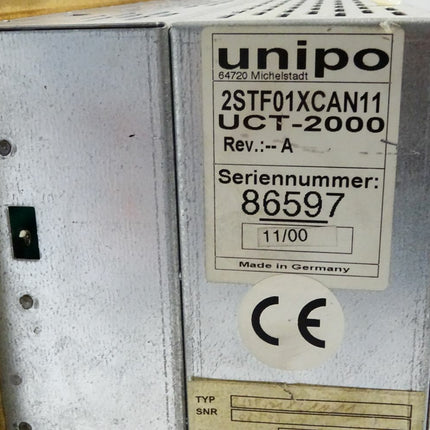 unipo
64720 Michelstadt
2STF01XCAN11
UCT-2000
Rev.:-- A
Seriennummer:
86597
11/00
Made in Germany
CE
TYP
SNR